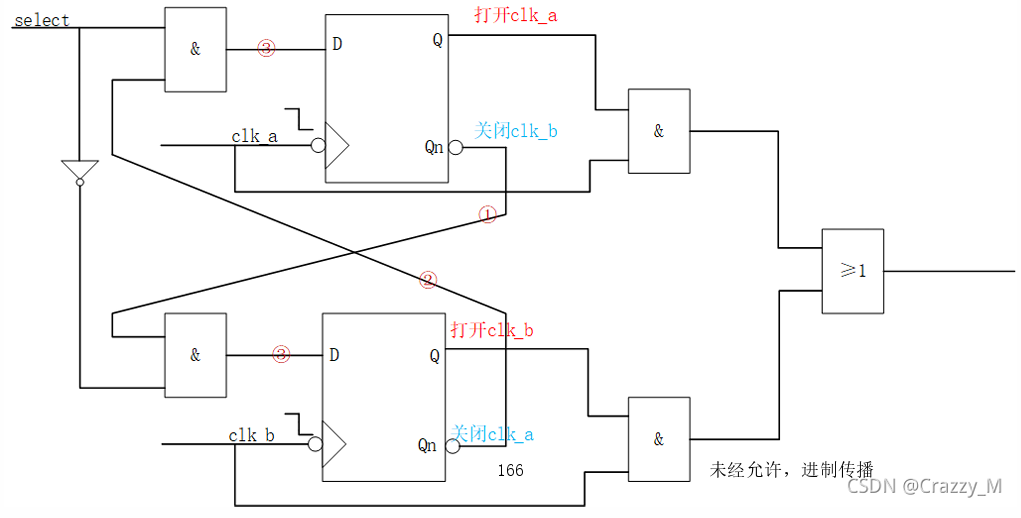 select
&
③
D
Q
打开clk_a
clk_a
Qn
关闭clk_b
&
①
②
≥1
&
③
D
Q
打开clk_b
clk_b
Qn
关闭clk_a
&
166
未经允许，进制传播
CSDN @Crazzy_M